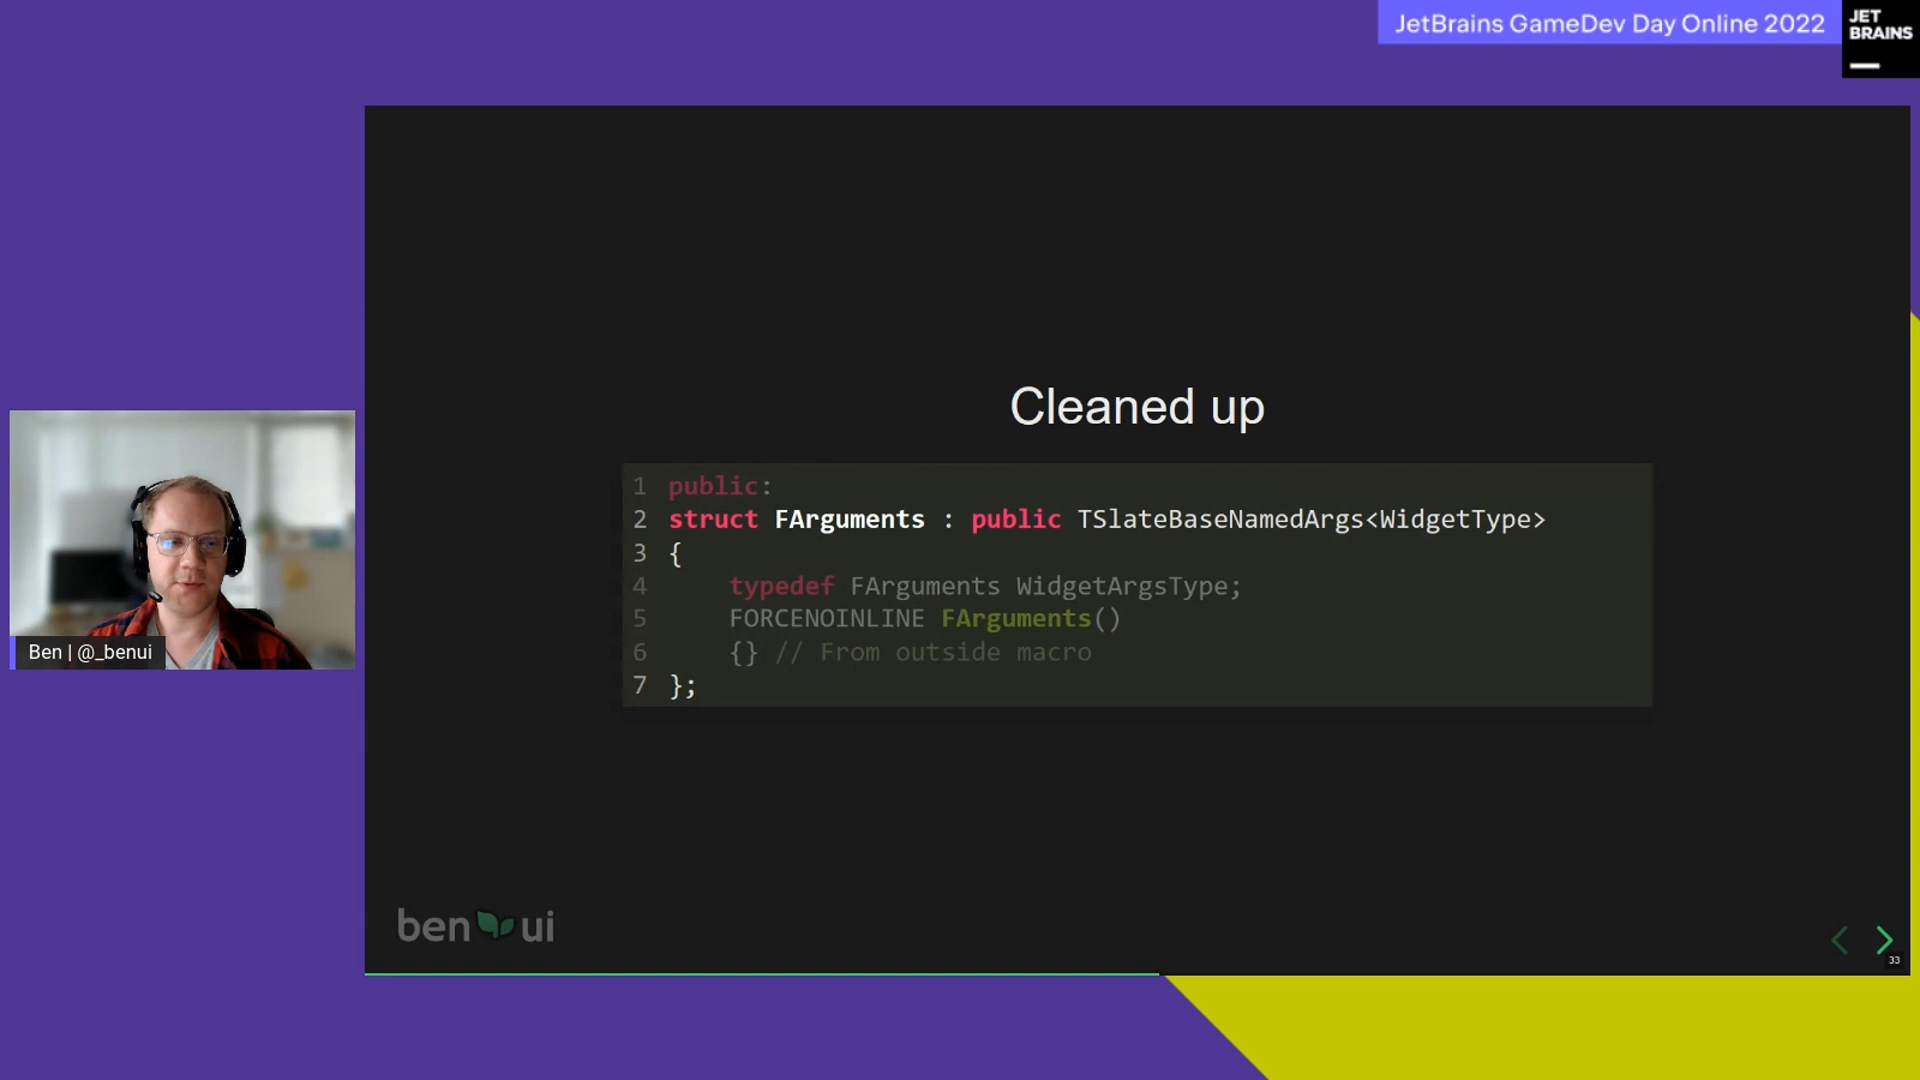 JetBrains GameDev Day Online 2022
JET
BRAINS
Cleaned up
1 public:
2 struct FArguments : public TSlateBaseNamedArgs<WidgetType>
3 {
4 typedef FArguments WidgetArgsType;
5 FORCENOINLINE FArguments()
6 {} // From outside macro
7 };
Ben | @_benui
ben ui
33